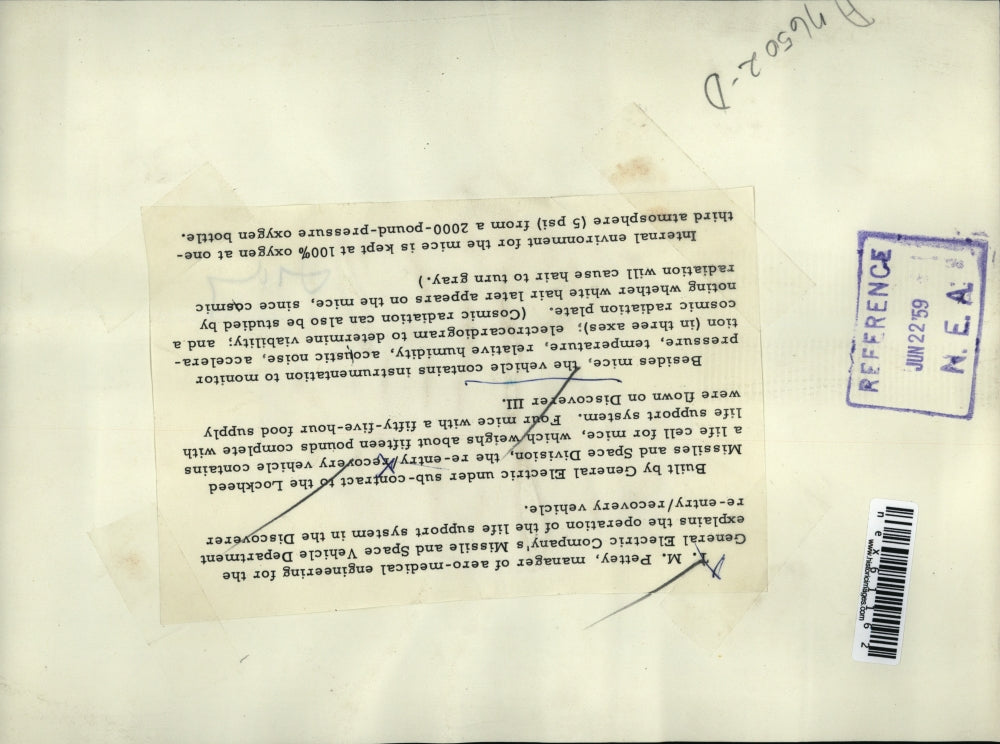 A 76502-D
F. M. Pettey, manager of aero-medical engineering for the
General Electric Company's Missile and Space Vehicle Department
explains the operation of the life support system in the Discoverer
re-entry/recovery vehicle.
Built by General Electric under sub-contract to the Lockheed
Missiles and Space Division, the re-entry/recovery vehicle contains
a life cell for mice, which weighs about fifteen pounds complete with
life support system. Four mice with a fifty-five-hour food supply
were flown on Discoverer III.
Besides mice, the vehicle contains instrumentation to monitor
pressure, temperature, relative humidity, acoustic noise, accelera-
tion (in three axes); electrocardiogram to determine viability; and a
cosmic radiation plate. (Cosmic radiation can also be studied by
noting whether white hair later appears on the mice, since cosmic
radiation will cause hair to turn gray.)
Internal environment for the mice is kept at 100% oxygen at one-
third atmosphere (5 psi) from a 2000-pound-pressure oxygen bottle.
REFERENCE
JUN 22 '59
N. E. A.
www.historicimages.com
nex61162